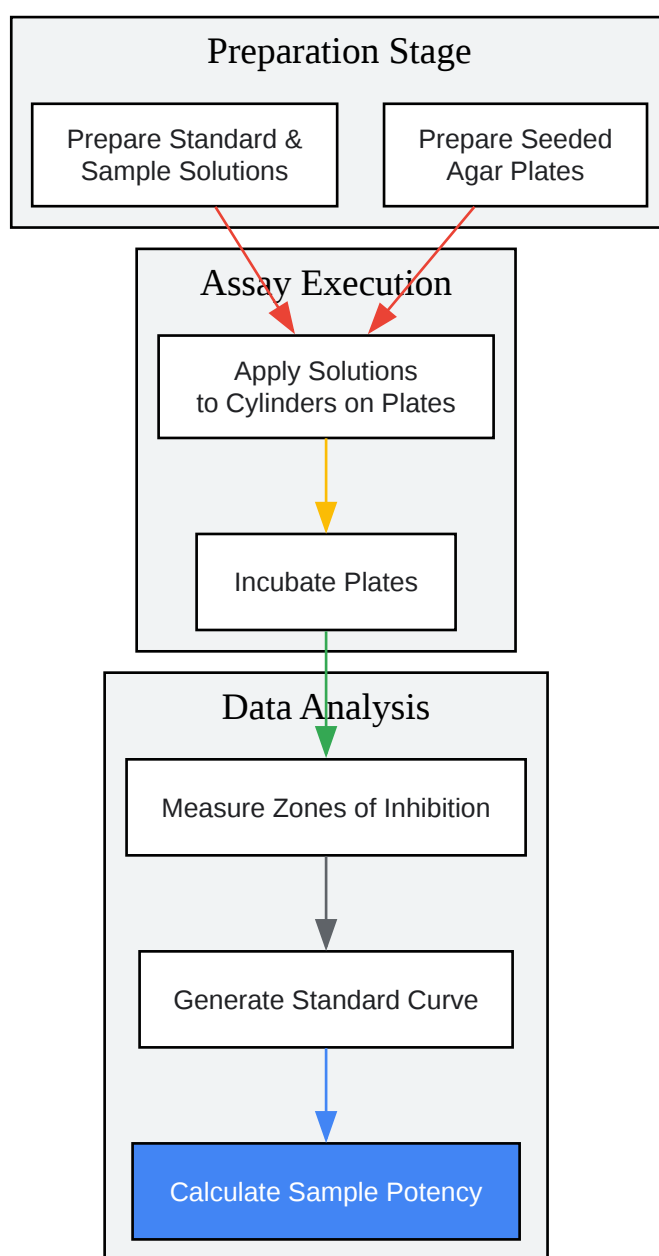 Preparation Stage
Prepare Standard &
Sample Solutions
Prepare Seeded
Agar Plates
Assay Execution
Apply Solutions
to Cylinders on Plates
Incubate Plates
Data Analysis
Measure Zones of Inhibition
Generate Standard Curve
Calculate Sample Potency